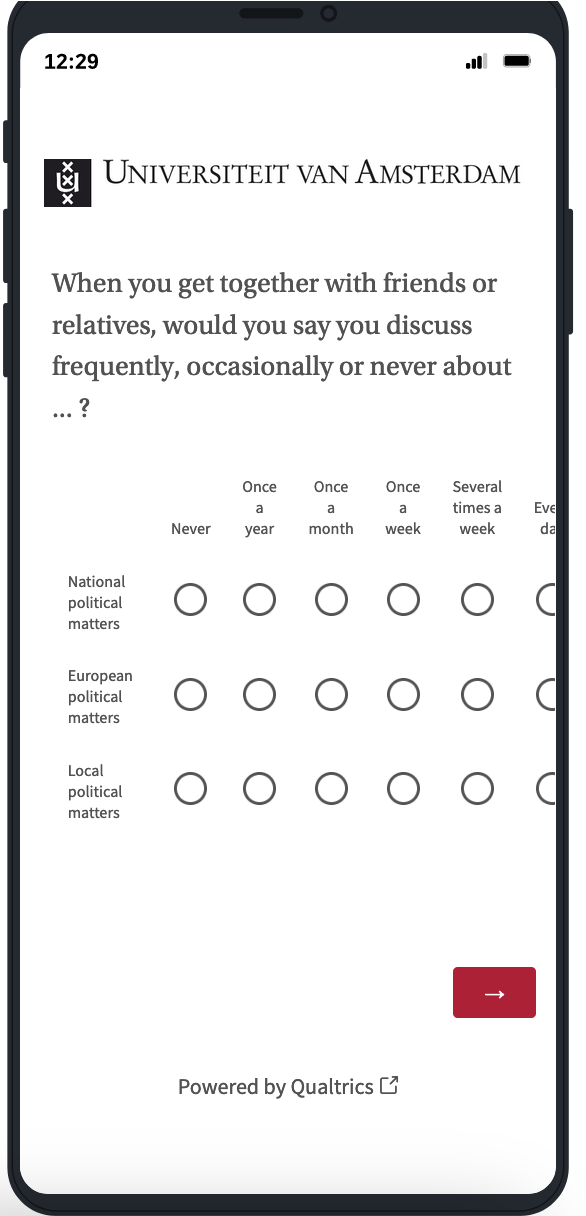 12:29
UNIVERSITEIT VAN AMSTERDAM
When you get together with friends or
relatives, would you say you discuss
frequently, occasionally or never about
... ?
Never
Once
a
year
Once
a
month
Once
a
week
Several
times a
week
Eve
da
National
political
matters
European
political
matters
Local
political
matters
→
Powered by Qualtrics